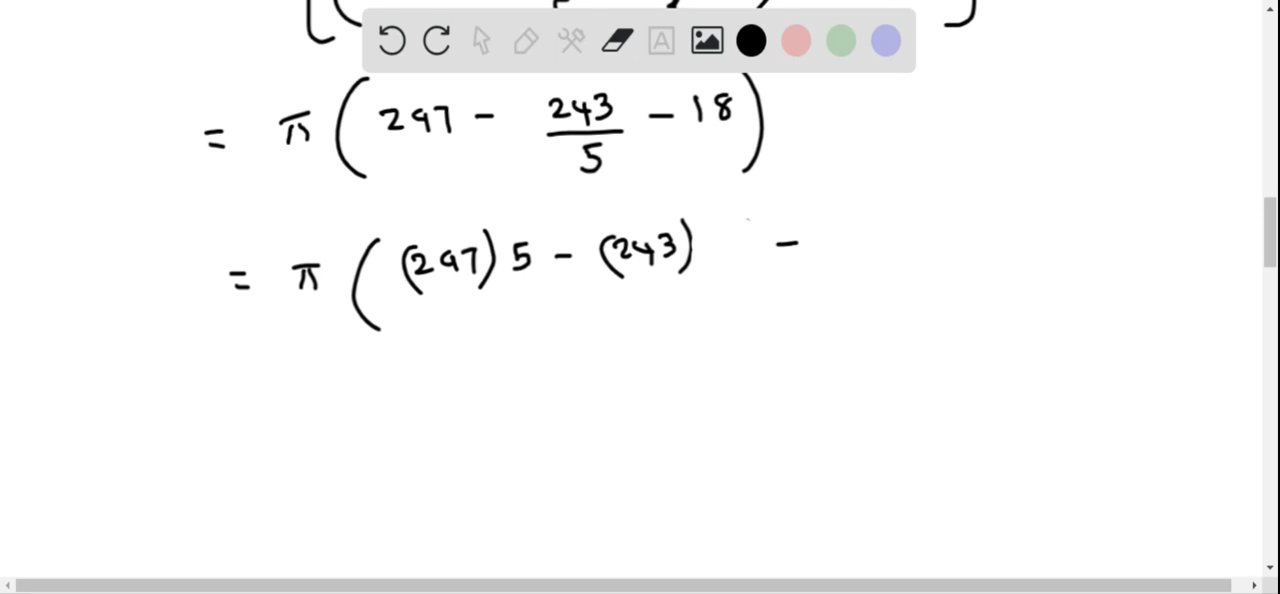 = π ( 297 - 243/5 - 18 )
= π ( (297) 5 - (243) -